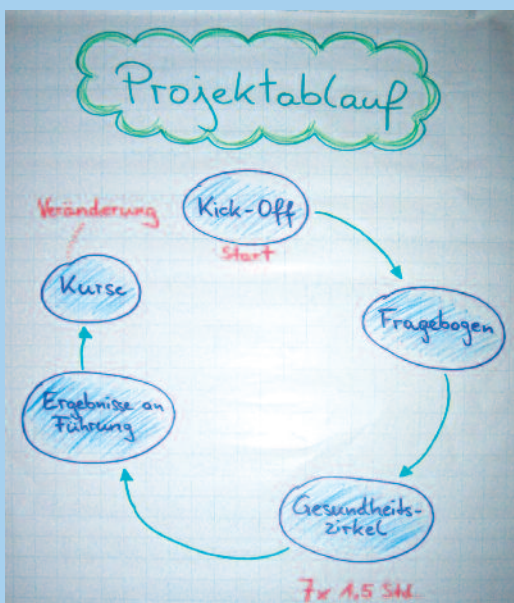 Projektablauf
Kick-Off
Start
Fragebogen
Gesundheits-
zirkel
7x 1,5 Std
Ergebnisse an
Führung
Kurse
Veränderung